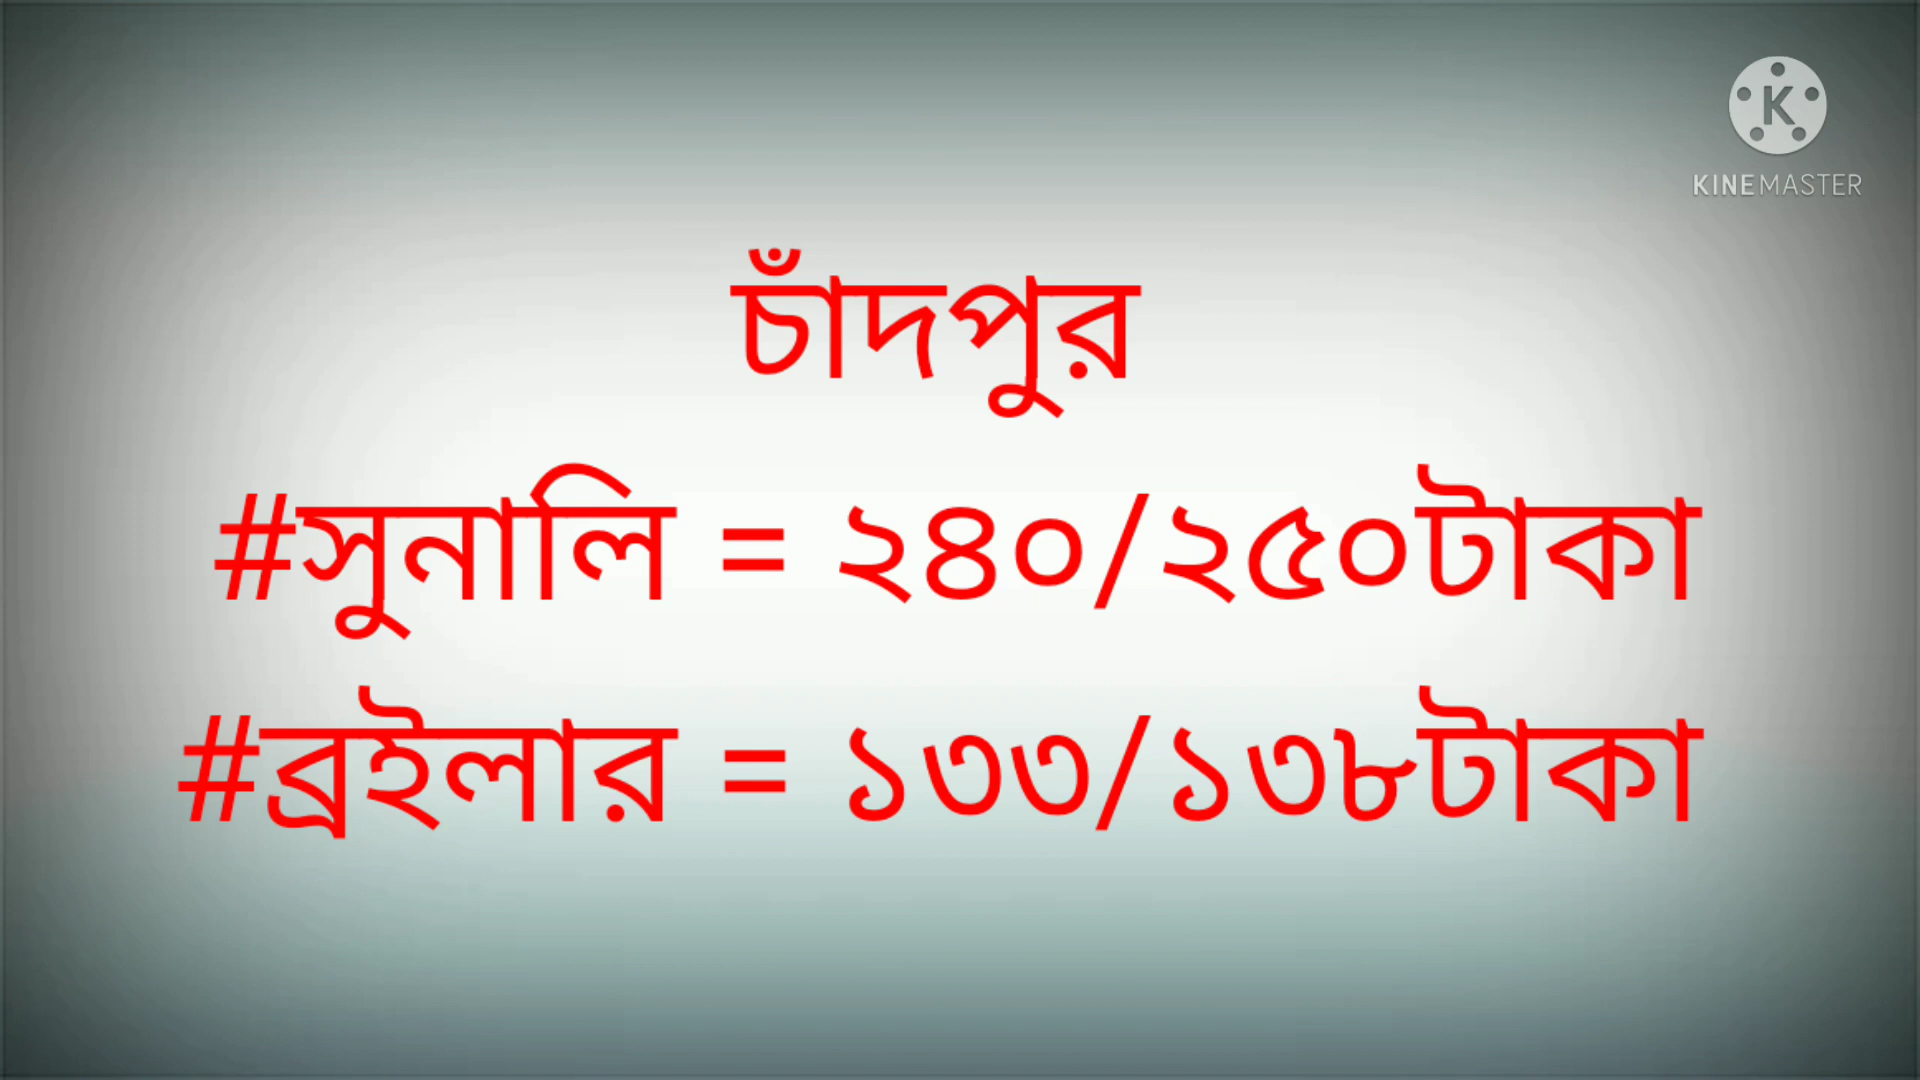 KINEMASTER
চাঁদপুর
#সুনালি = ২৪০/২৫০টাকা
#ব্রইলার = ১৩৩/১৩৮টাকা